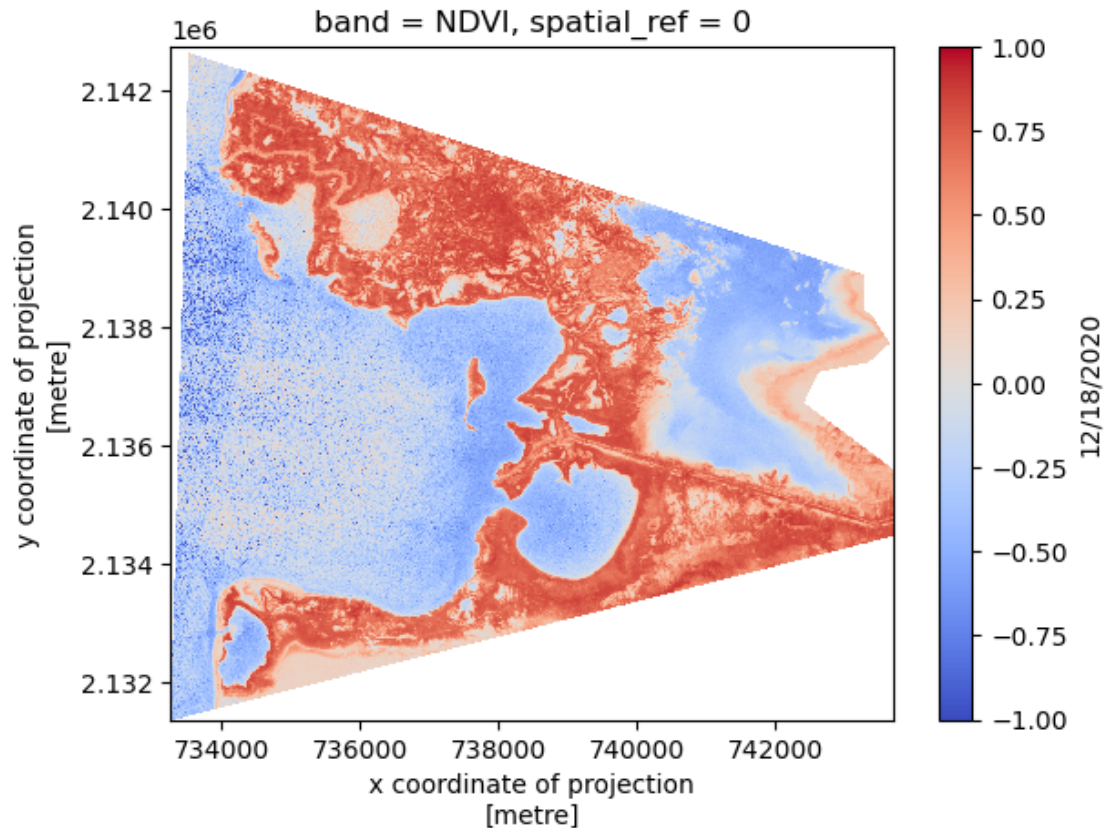 band = NDVI, spatial_ref = 0
1e6
2.142
2.140
2.138
2.136
2.134
2.132
y coordinate of projection
[metre]
734000 736000 738000 740000 742000
x coordinate of projection
[metre]
1.00
0.75
0.50
0.25
0.00
−0.25
−0.50
−0.75
−1.00
12/18/2020